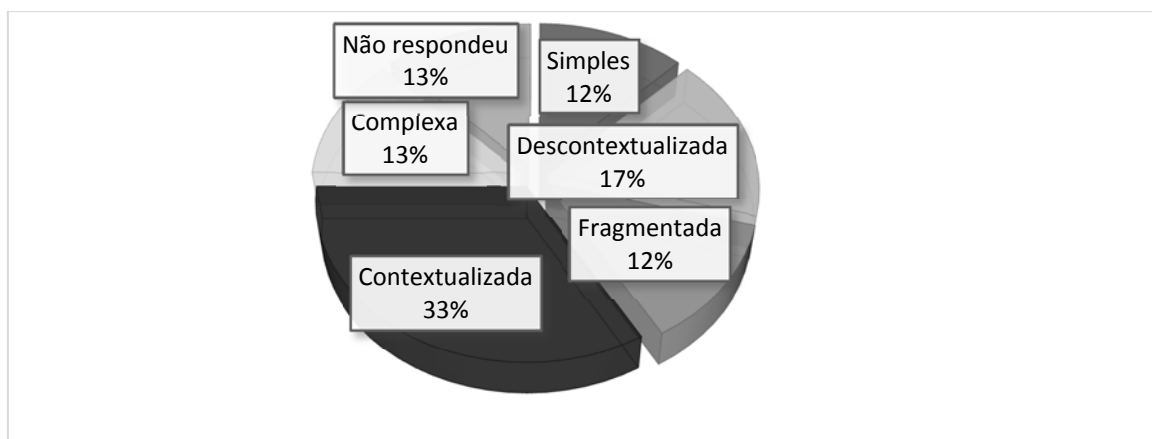 Não respondeu
13%
Simples
12%
Complexa
13%
Descontextualizada
17%
Fragmentada
12%
Contextualizada
33%